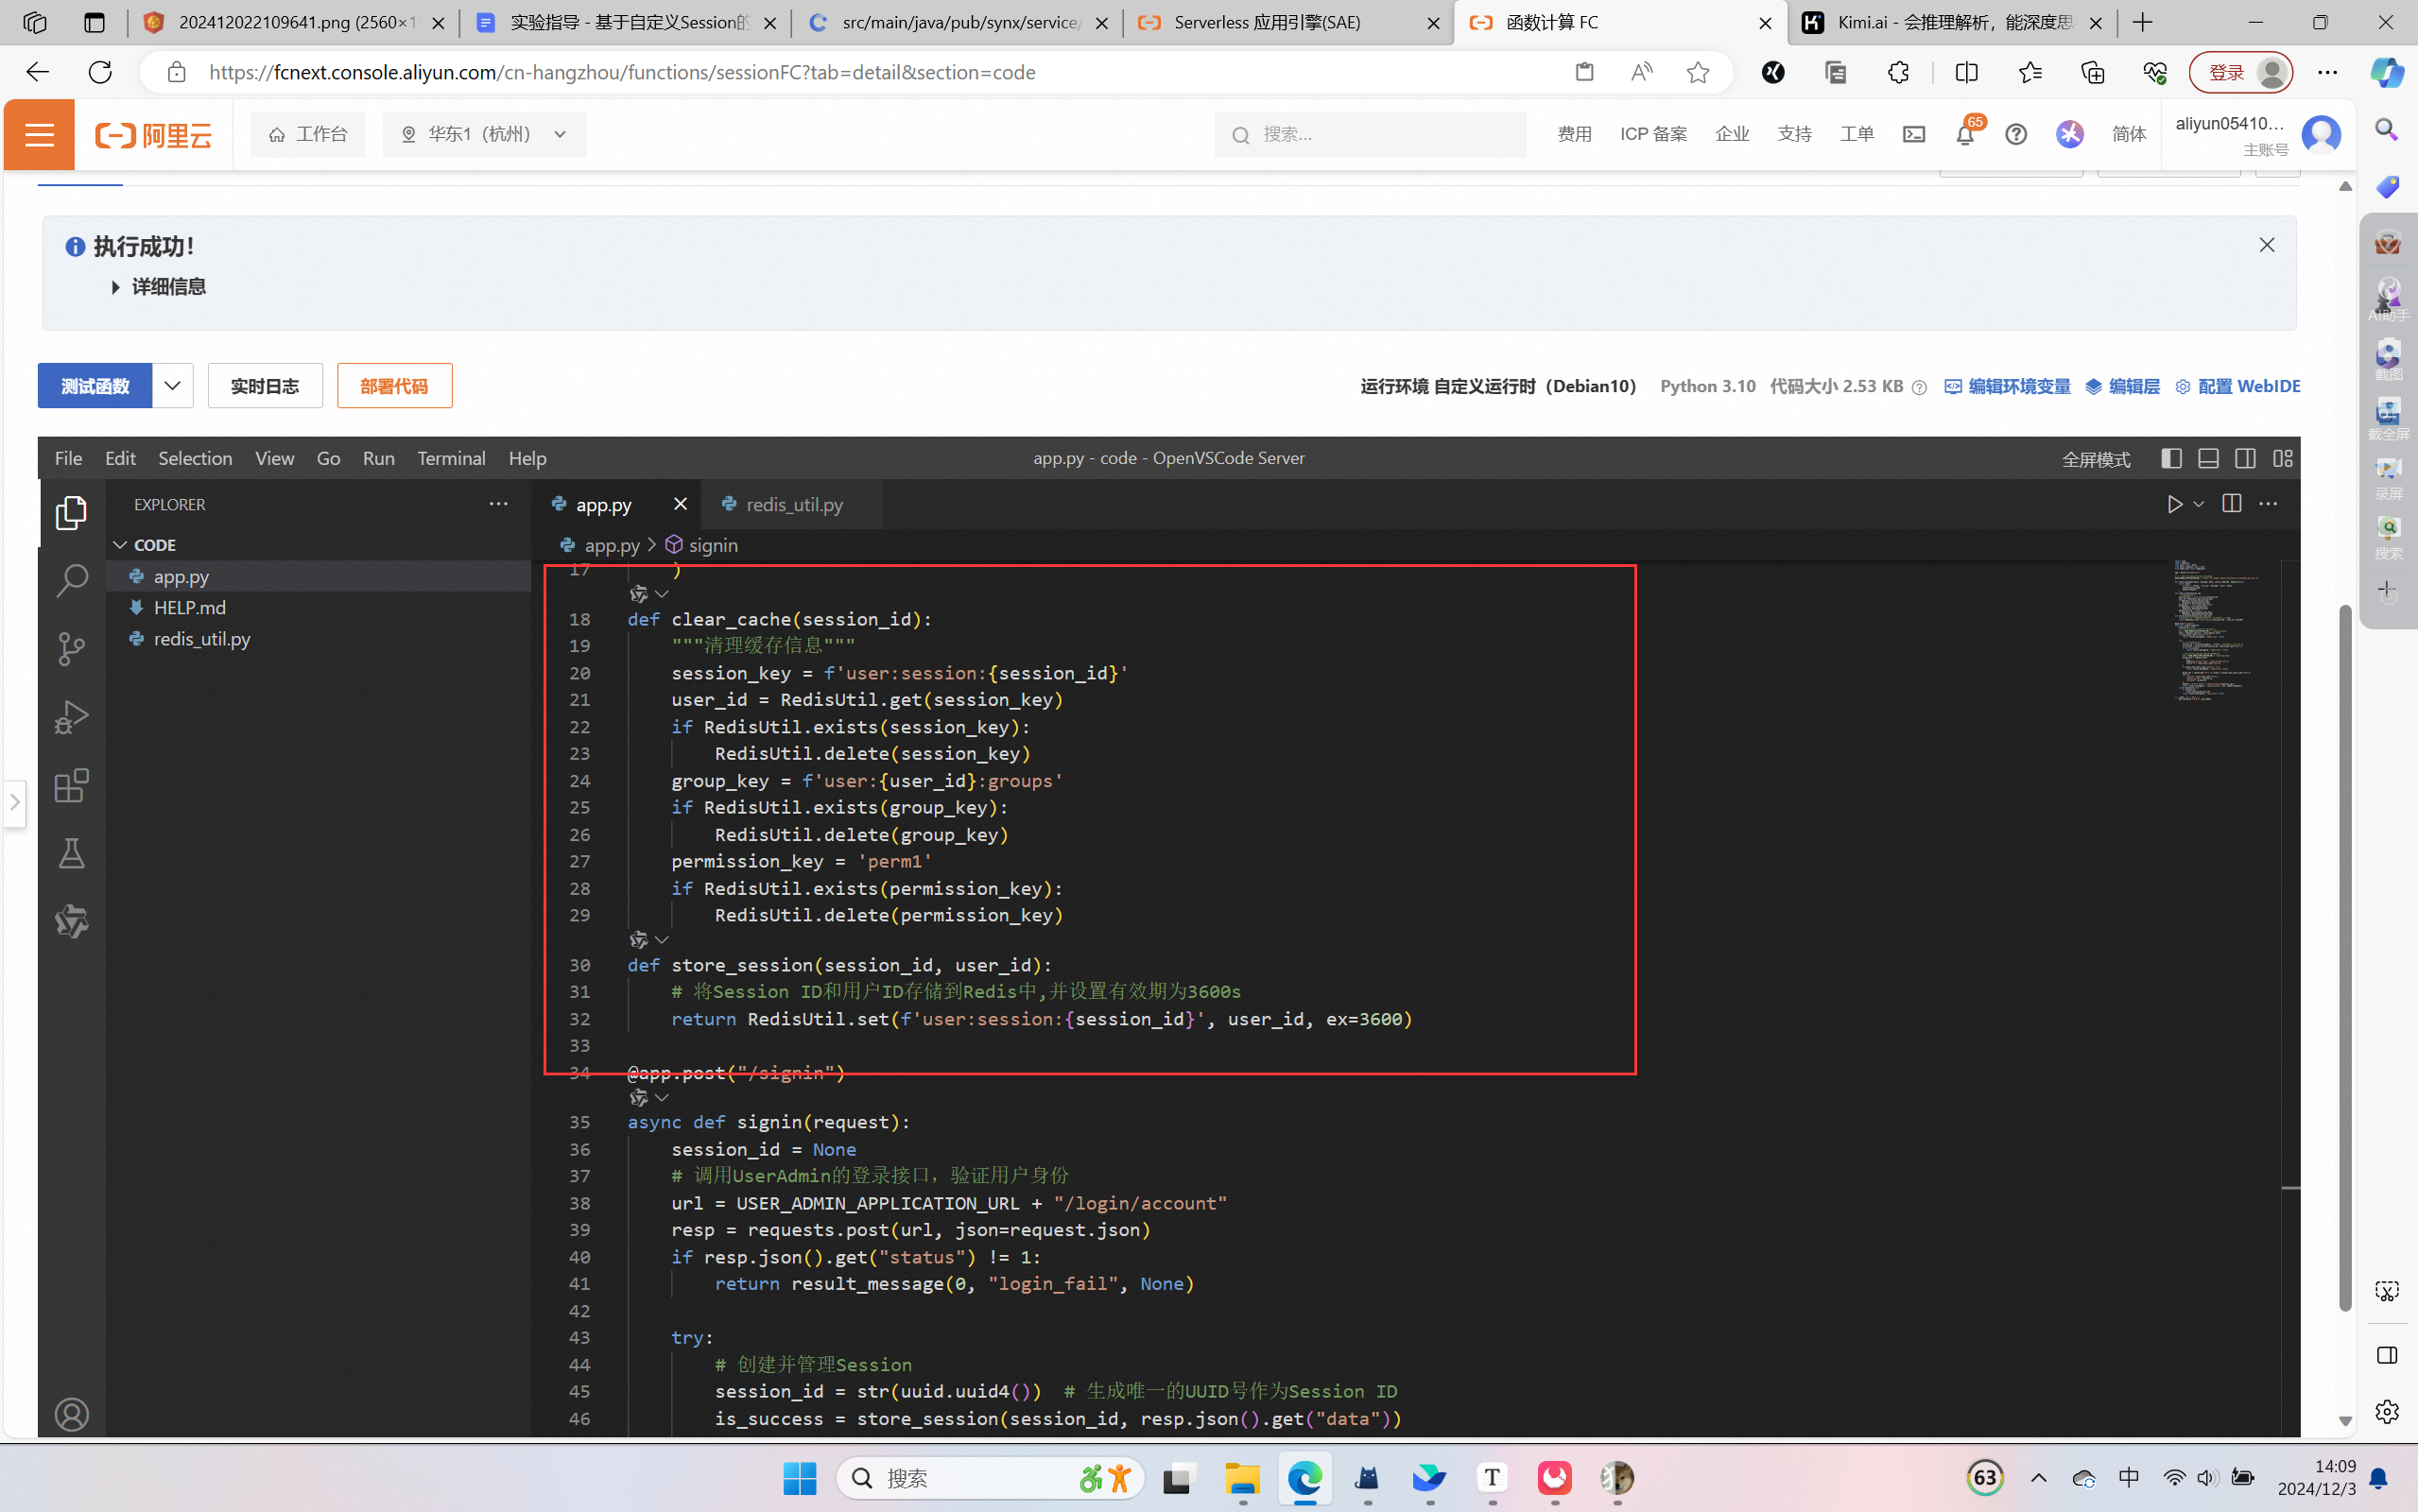 202412022109641.png (2560×1
实验指导 - 基于自定义Session的
src/main/java/pub/synx/service/
Serverless 应用引擎(SAE)
函数计算 FC
Kimi.ai - 会推理解析，能深度思
https://fcnext.console.aliyun.com/cn-hangzhou/functions/sessionFC?tab=detail&section=code
登录
阿里云
工作台
华东1（杭州）
搜索...
费用
ICP 备案
企业
支持
工单
65
简体
aliyun05410...
主账号
执行成功！
详细信息
测试函数
实时日志
部署代码
运行环境 自定义运行时（Debian10）
Python 3.10
代码大小 2.53 KB
编辑环境变量
编辑层
配置 WebIDE
AI助手
截图
截全屏
录屏
搜索
File Edit Selection View Go Run Terminal Help
app.py - code - OpenVSCode Server
全屏模式
EXPLORER
CODE
app.py
HELP.md
redis_util.py
app.py
redis_util.py
app.py > signin
17 )
18 def clear_cache(session_id):
19 """清理缓存信息"""
20 session_key = f'user:session:{session_id}'
21 user_id = RedisUtil.get(session_key)
22 if RedisUtil.exists(session_key):
23 RedisUtil.delete(session_key)
24 group_key = f'user:{user_id}:groups'
25 if RedisUtil.exists(group_key):
26 RedisUtil.delete(group_key)
27 permission_key = 'perm1'
28 if RedisUtil.exists(permission_key):
29 RedisUtil.delete(permission_key)
30 def store_session(session_id, user_id):
31 # 将Session ID和用户ID存储到Redis中,并设置有效期为3600s
32 return RedisUtil.set(f'user:session:{session_id}', user_id, ex=3600)
33
34 @app.post("/signin")
35 async def signin(request):
36 session_id = None
37 # 调用UserAdmin的登录接口，验证用户身份
38 url = USER_ADMIN_APPLICATION_URL + "/login/account"
39 resp = requests.post(url, json=request.json)
40 if resp.json().get("status") != 1:
41 return result_message(0, "login_fail", None)
42
43 try:
44 # 创建并管理Session
45 session_id = str(uuid.uuid4()) # 生成唯一的UUID号作为Session ID
46 is_success = store_session(session_id, resp.json().get("data"))
搜索
T
63
中
14:09
2024/12/3